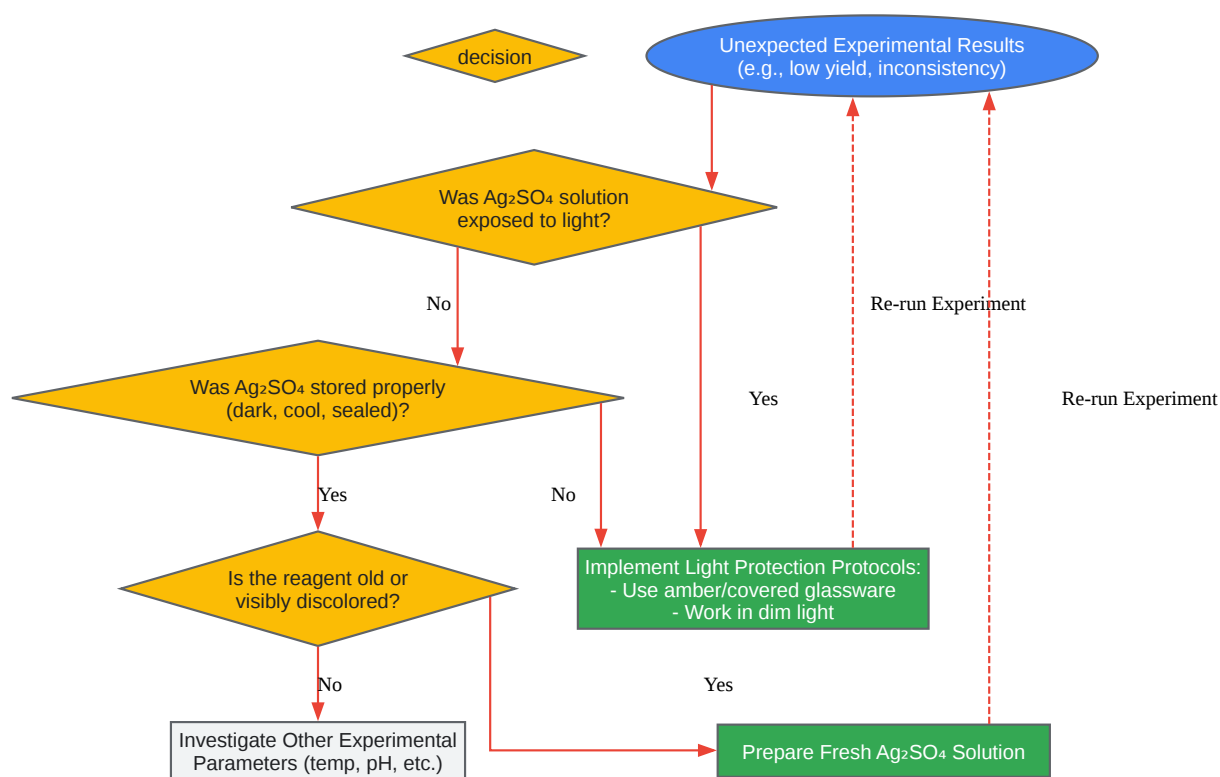 decision
Unexpected Experimental Results
(e.g., low yield, inconsistency)
Was Ag₂SO₄ solution
exposed to light?
No
Re-run Experiment
Was Ag₂SO₄ stored properly
(dark, cool, sealed)?
Yes
Re-run Experiment
Yes
No
Is the reagent old or
visibly discolored?
Implement Light Protection Protocols:
- Use amber/covered glassware
- Work in dim light
No
Yes
Investigate Other Experimental
Parameters (temp, pH, etc.)
Prepare Fresh Ag₂SO₄ Solution